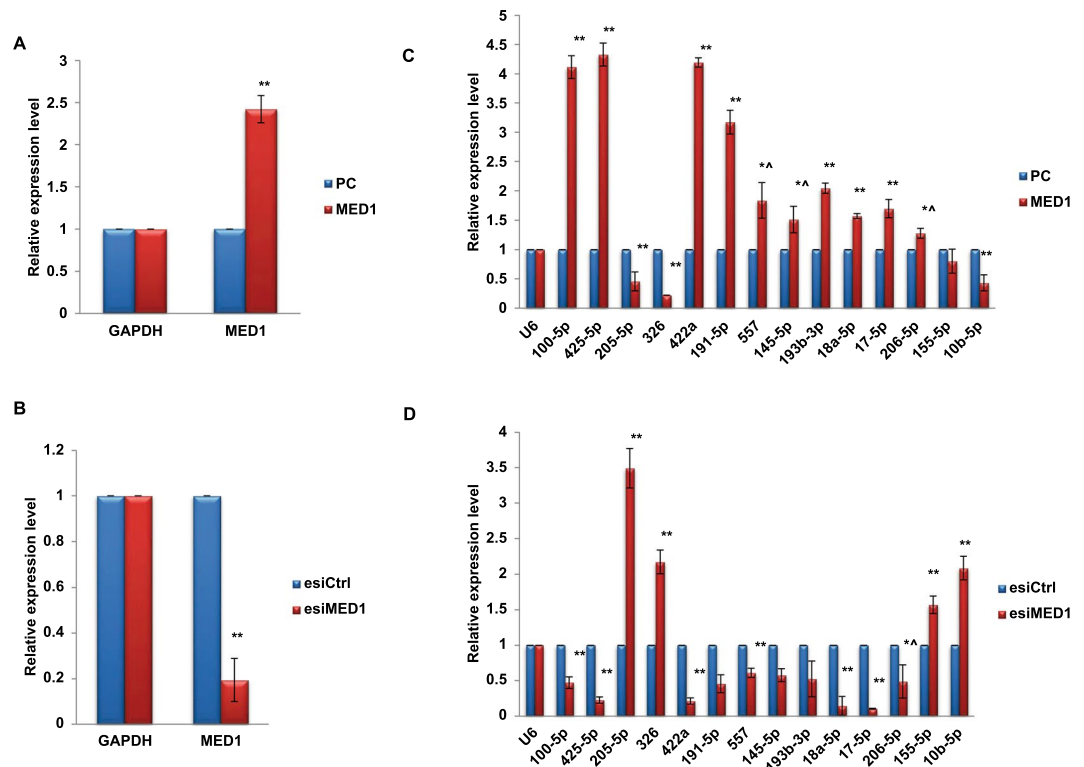 A
Relative expression level
3
2.5
2
1.5
1
0.5
0
**
GAPDH MED1
PC
MED1
B
Relative expression level
1.2
1
0.8
0.6
0.4
0.2
0
**
GAPDH MED1
esiCtrl
esiMED1
C
Relative expression level
5
4.5
4
3.5
3
2.5
2
1.5
1
0.5
0
** ** ** ** ** ** *^ *^ ** ** ** *^ **
U6 100-5p 425-5p 205-5p 326 422a 191-5p 557 145-5p 193b-3p 18a-5p 17-5p 206-5p 155-5p 10b-5p
PC
MED1
D
Relative expression level
4
3.5
3
2.5
2
1.5
1
0.5
0
** ** ** ** ** ** ** ** *^ ** **
U6 100-5p 425-5p 205-5p 326 422a 191-5p 557 145-5p 193b-3p 18a-5p 17-5p 206-5p 155-5p 10b-5p
esiCtrl
esiMED1